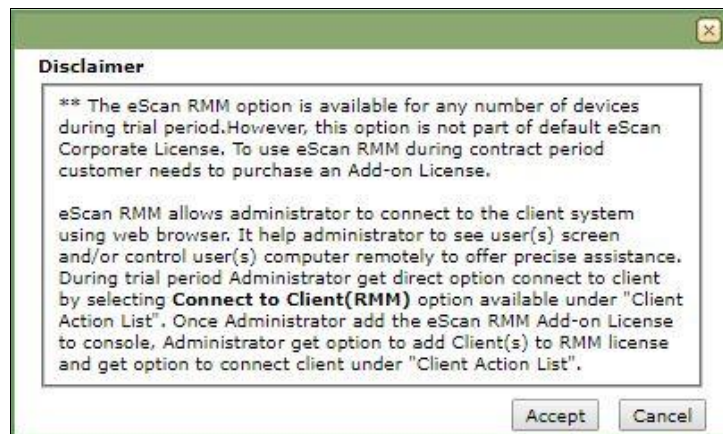 Disclaimer
** The eScan RMM option is available for any number of devices
during trial period.However, this option is not part of default eScan
Corporate License. To use eScan RMM during contract period
customer needs to purchase an Add-on License.
eScan RMM allows administrator to connect to the client system
using web browser. It help administrator to see user(s) screen
and/or control user(s) computer remotely to offer precise assistance.
During trial period Administrator get direct option connect to client
by selecting Connect to Client(RMM) option available under "Client
Action List". Once Administrator add the eScan RMM Add-on License
to console, Administrator get option to add Client(s) to RMM license
and get option to connect client under "Client Action List".
Accept Cancel